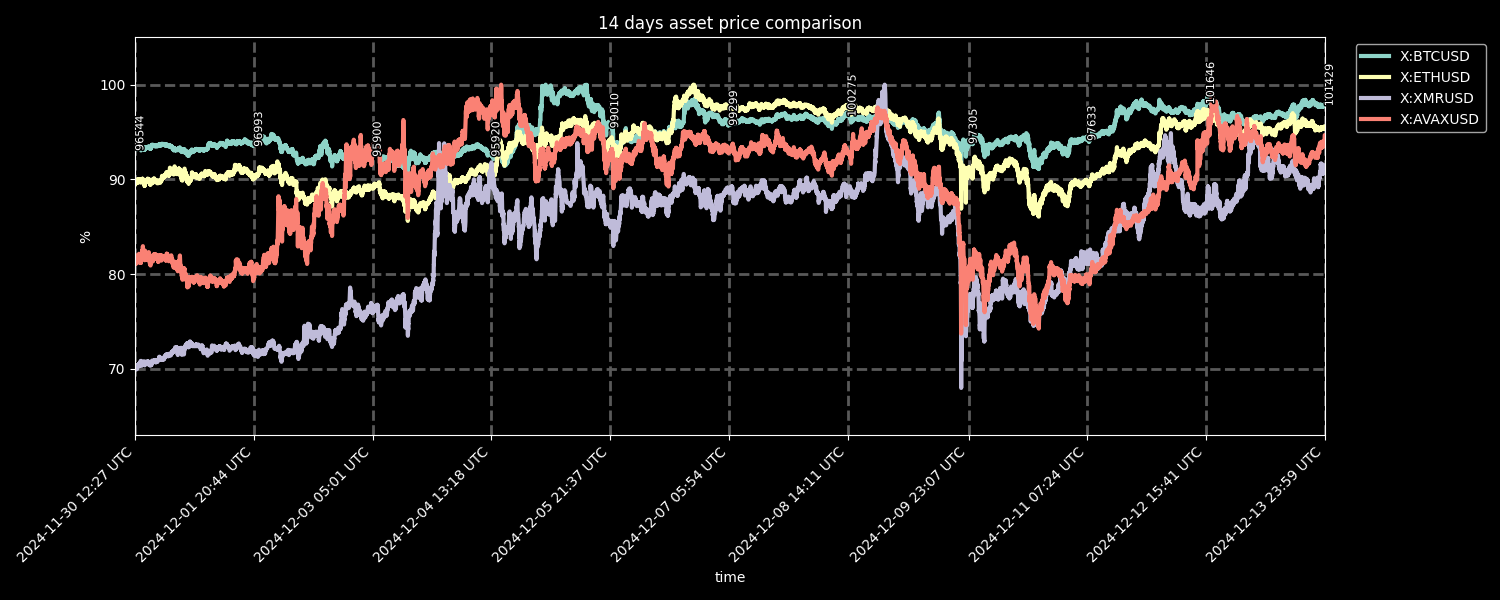 14 days asset price comparison
X:BTCUSD
X:ETHUSD
X:XMRUSD
X:AVAXUSD
100
90
80
70
%
96544
96993
95900
95920
99010
99299
100275
97305
97633
101646
101429
2024-11-30 12:27 UTC
2024-12-01 20:44 UTC
2024-12-03 05:01 UTC
2024-12-04 13:18 UTC
2024-12-05 21:37 UTC
2024-12-07 05:54 UTC
2024-12-08 14:11 UTC
2024-12-09 23:07 UTC
2024-12-11 07:24 UTC
2024-12-12 15:41 UTC
2024-12-13 23:59 UTC
time